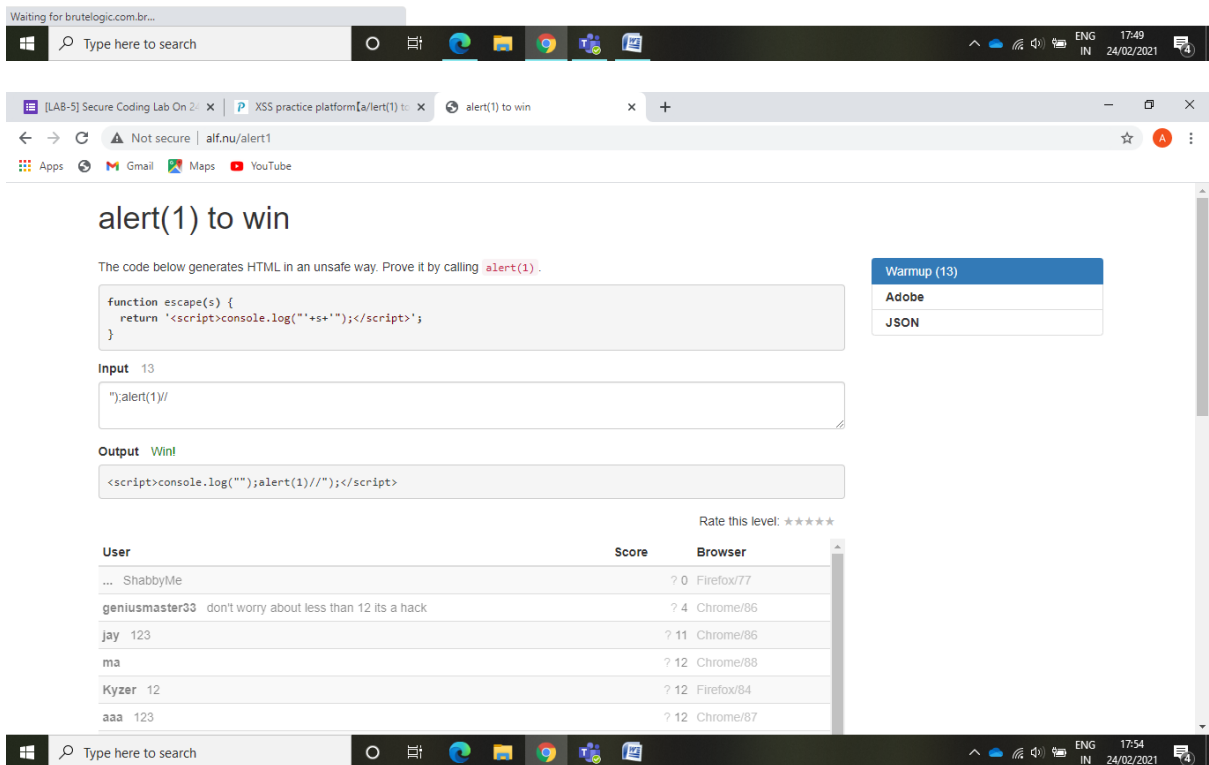 Waiting for brutelogic.com.br...
Type here to search
ENG 17:49
IN 24/02/2021
4
[LAB-5] Secure Coding Lab On 24 XSS practice platform【a/lert(1) to alert(1) to win
Not secure | alf.nu/alert1
A
Apps Gmail Maps YouTube
alert(1) to win
The code below generates HTML in an unsafe way. Prove it by calling alert(1) .
function escape(s) {
return '<script>console.log("'+s+'");</script>';
}
Input 13
");alert(1)//
Output Win!
<script>console.log("");alert(1)//");</script>
Rate this level: ★★★★★
User Score Browser
... ShabbyMe ? 0 Firefox/77
geniusmaster33 don't worry about less than 12 its a hack ? 4 Chrome/86
jay 123 ? 11 Chrome/86
ma ? 12 Chrome/88
Kyzer 12 ? 12 Firefox/84
aaa 123 ? 12 Chrome/87
Warmup (13)
Adobe
JSON
Type here to search
ENG 17:54
IN 24/02/2021
4